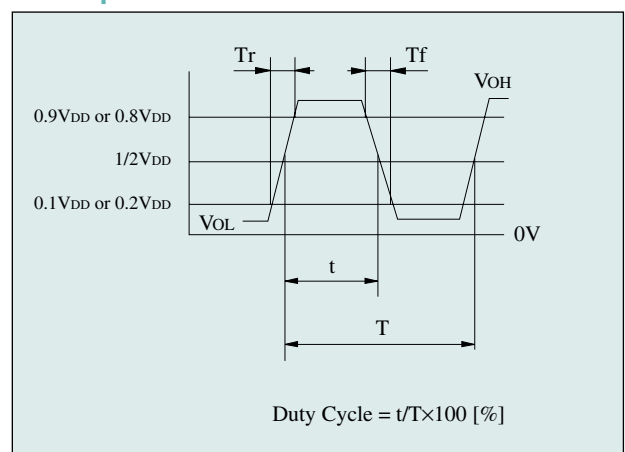 Tr
Tf
VOH
0.9VDD or 0.8VDD
1/2VDD
0.1VDD or 0.2VDD
VOL
0V
t
T
Duty Cycle = t/T×100 [%]